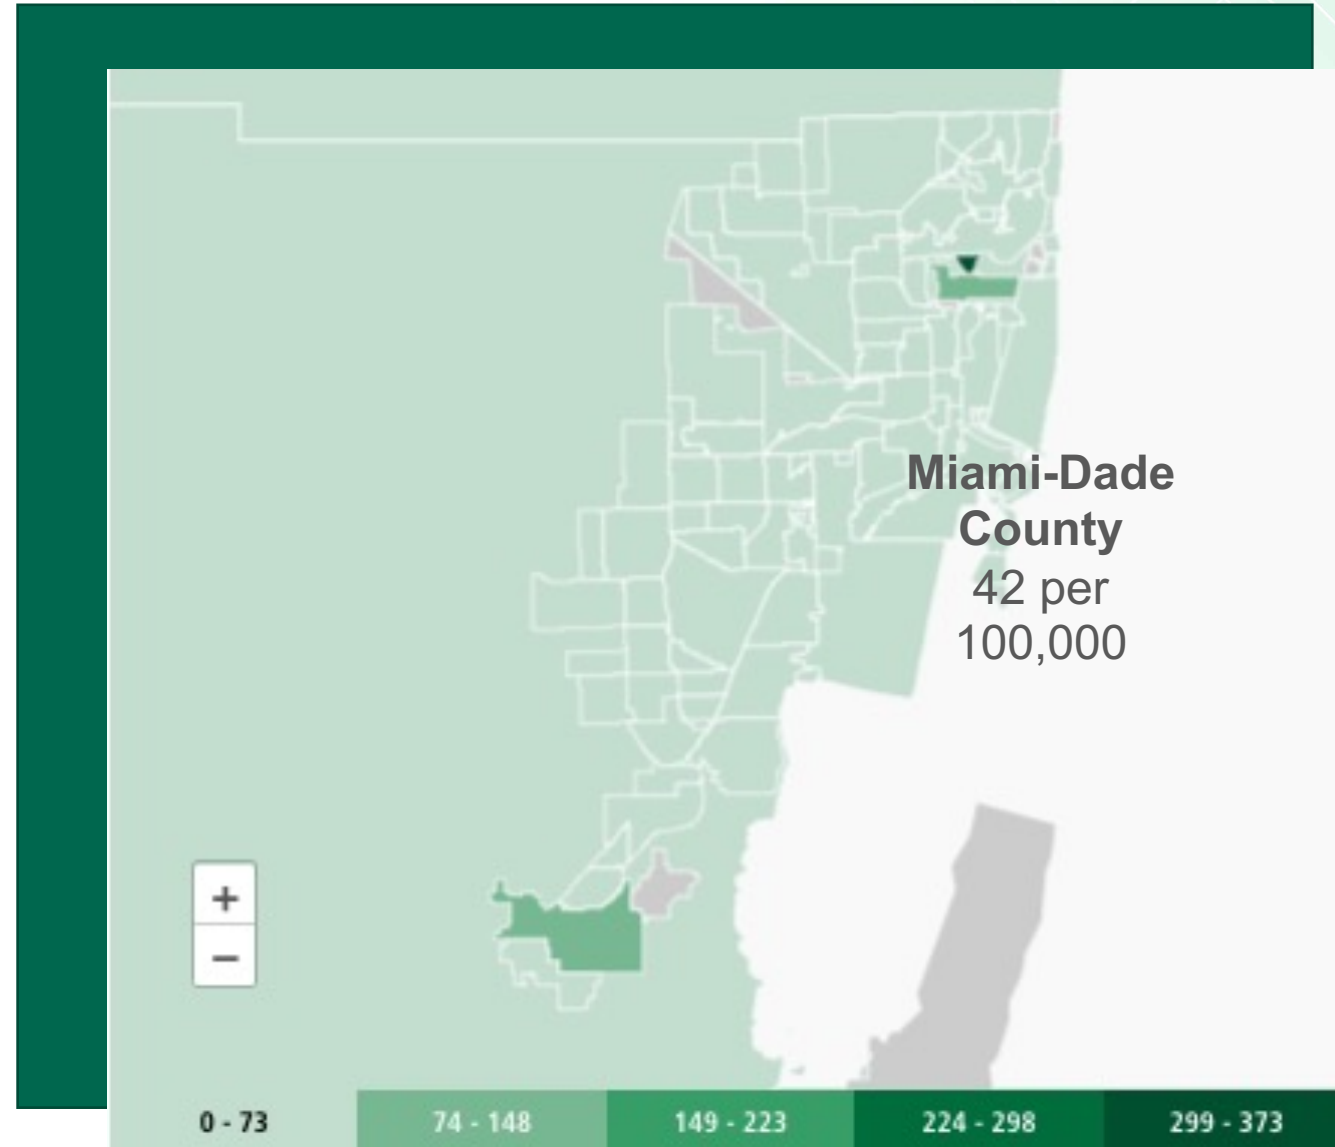 Miami-Dade
County
42 per
100,000
+
−
0 - 73
74 - 148
149 - 223
224 - 298
299 - 373